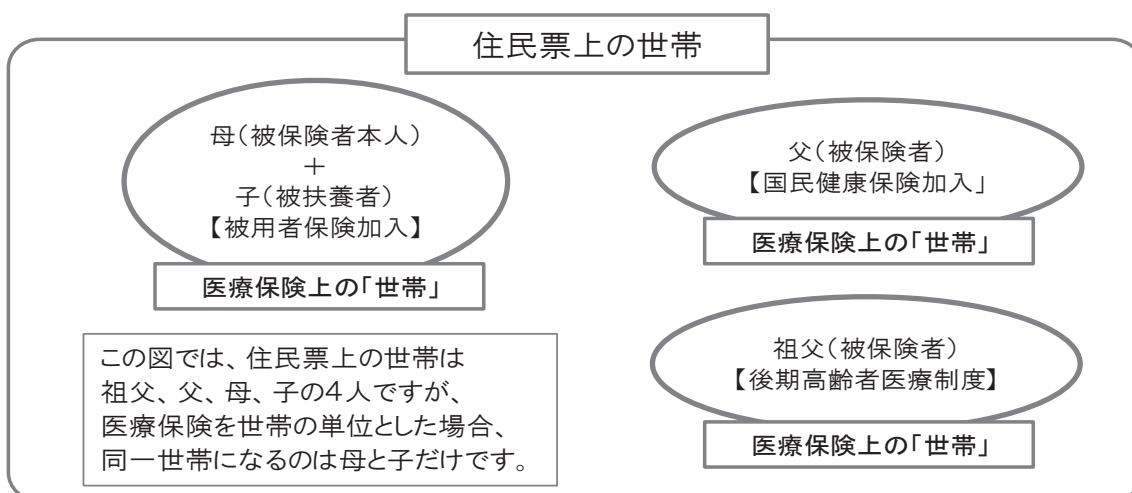 住民票上の世帯
母(被保険者本人)
+
子(被扶養者)
【被用者保険加入】
医療保険上の「世帯」
父(被保険者)
【国民健康保険加入」
医療保険上の「世帯」
祖父(被保険者)
【後期高齢者医療制度】
医療保険上の「世帯」
この図では、住民票上の世帯は
祖父、父、母、子の4人ですが、
医療保険を世帯の単位とした場合、
同一世帯になるのは母と子だけです。